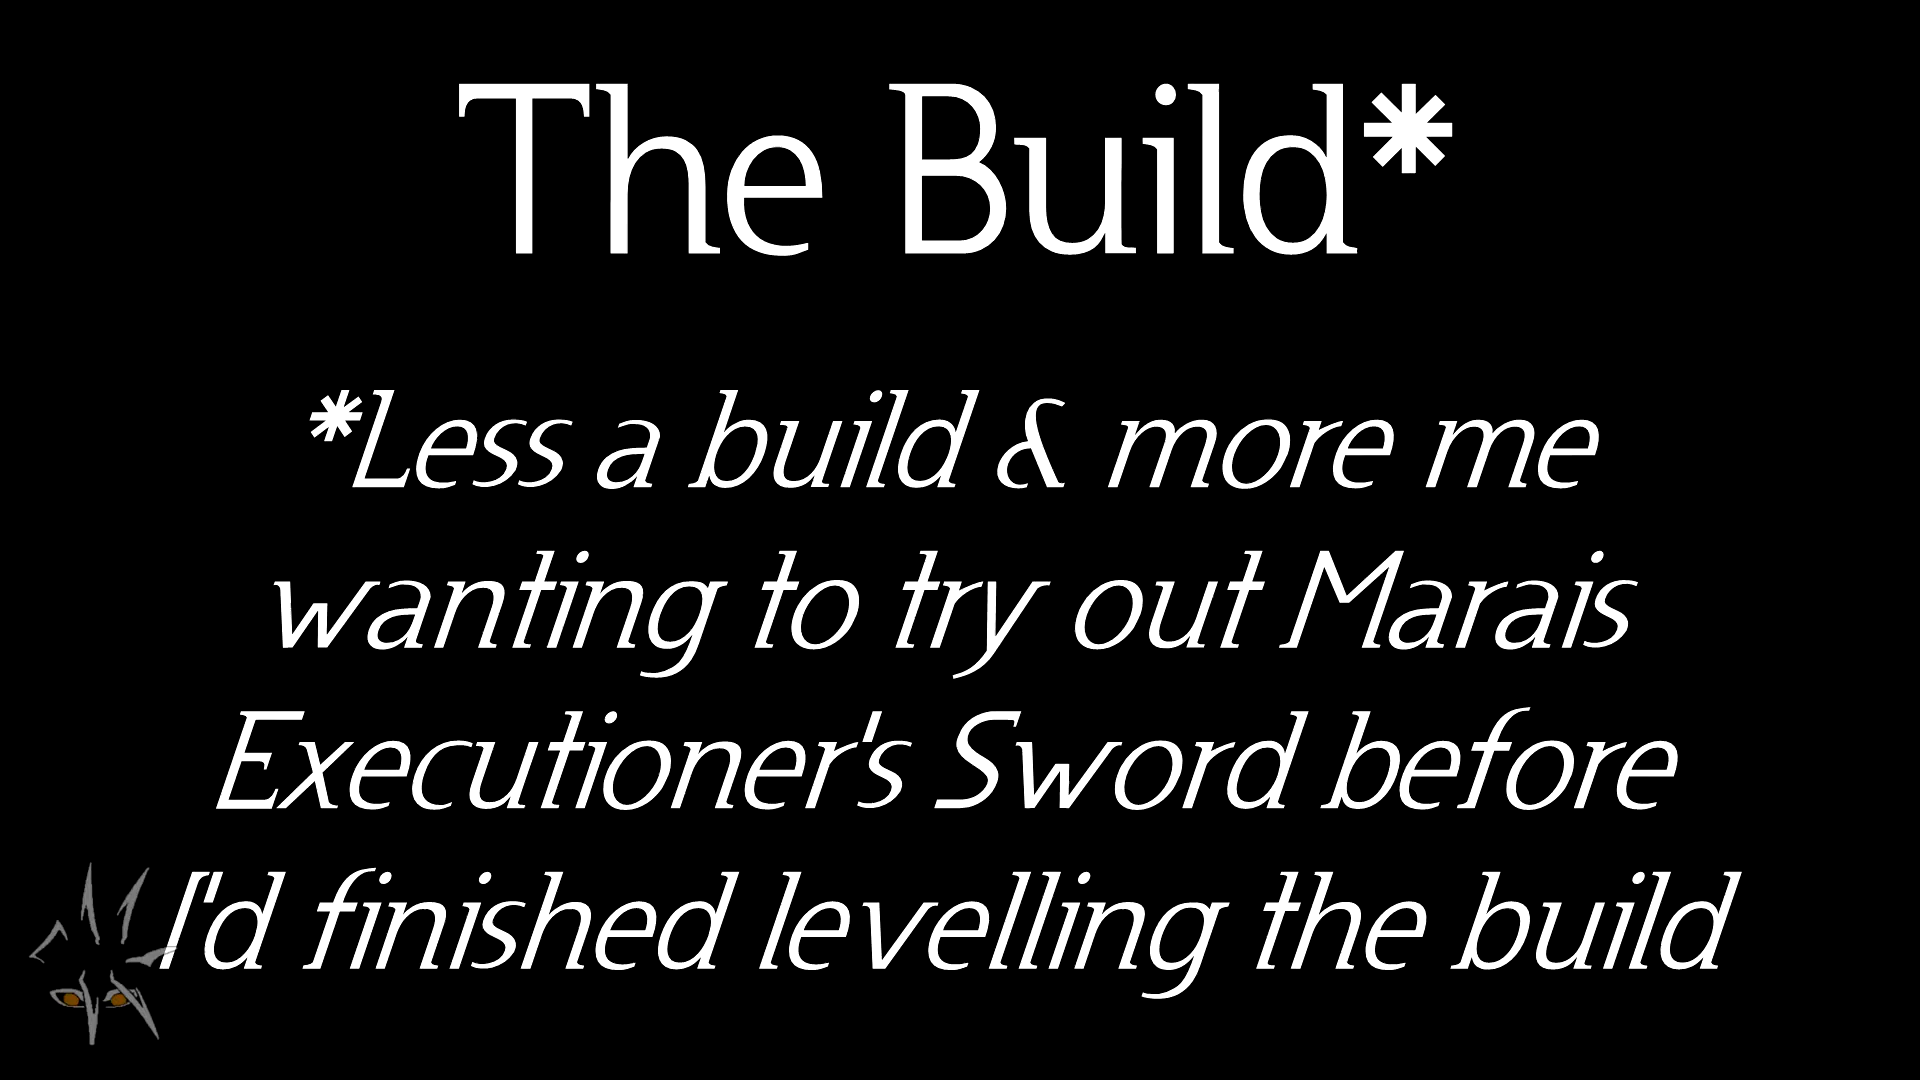 The Build*
*Less a build & more me
wanting to try out Marais
Executioner's Sword before
I'd finished levelling the build